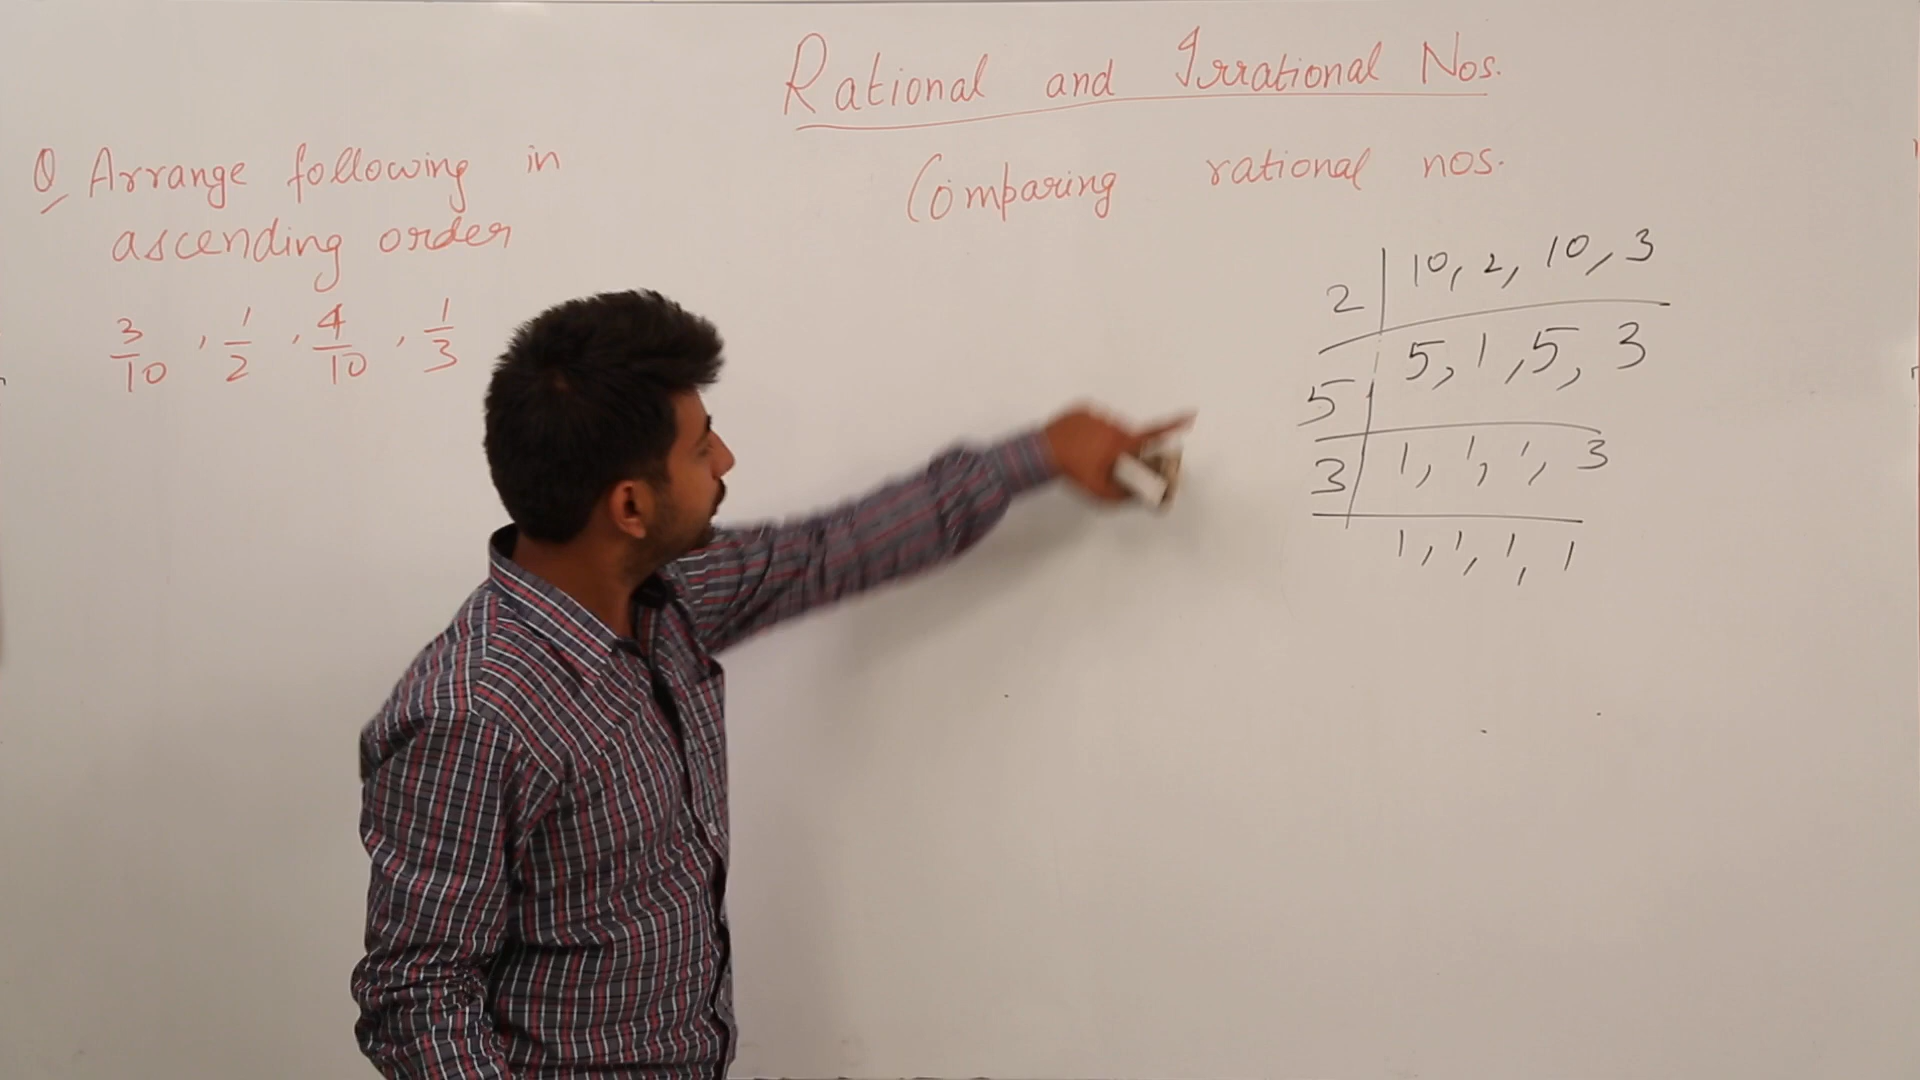 Rational and Irrational Nos.
Comparing rational nos.
Q Arrange following in
ascending order
3/10 , 1/2 , 4/10 , 1/3
2 | 10, 2, 10, 3
5 | 5, 1, 5, 3
3 | 1, 1, 1, 3
1, 1, 1, 1